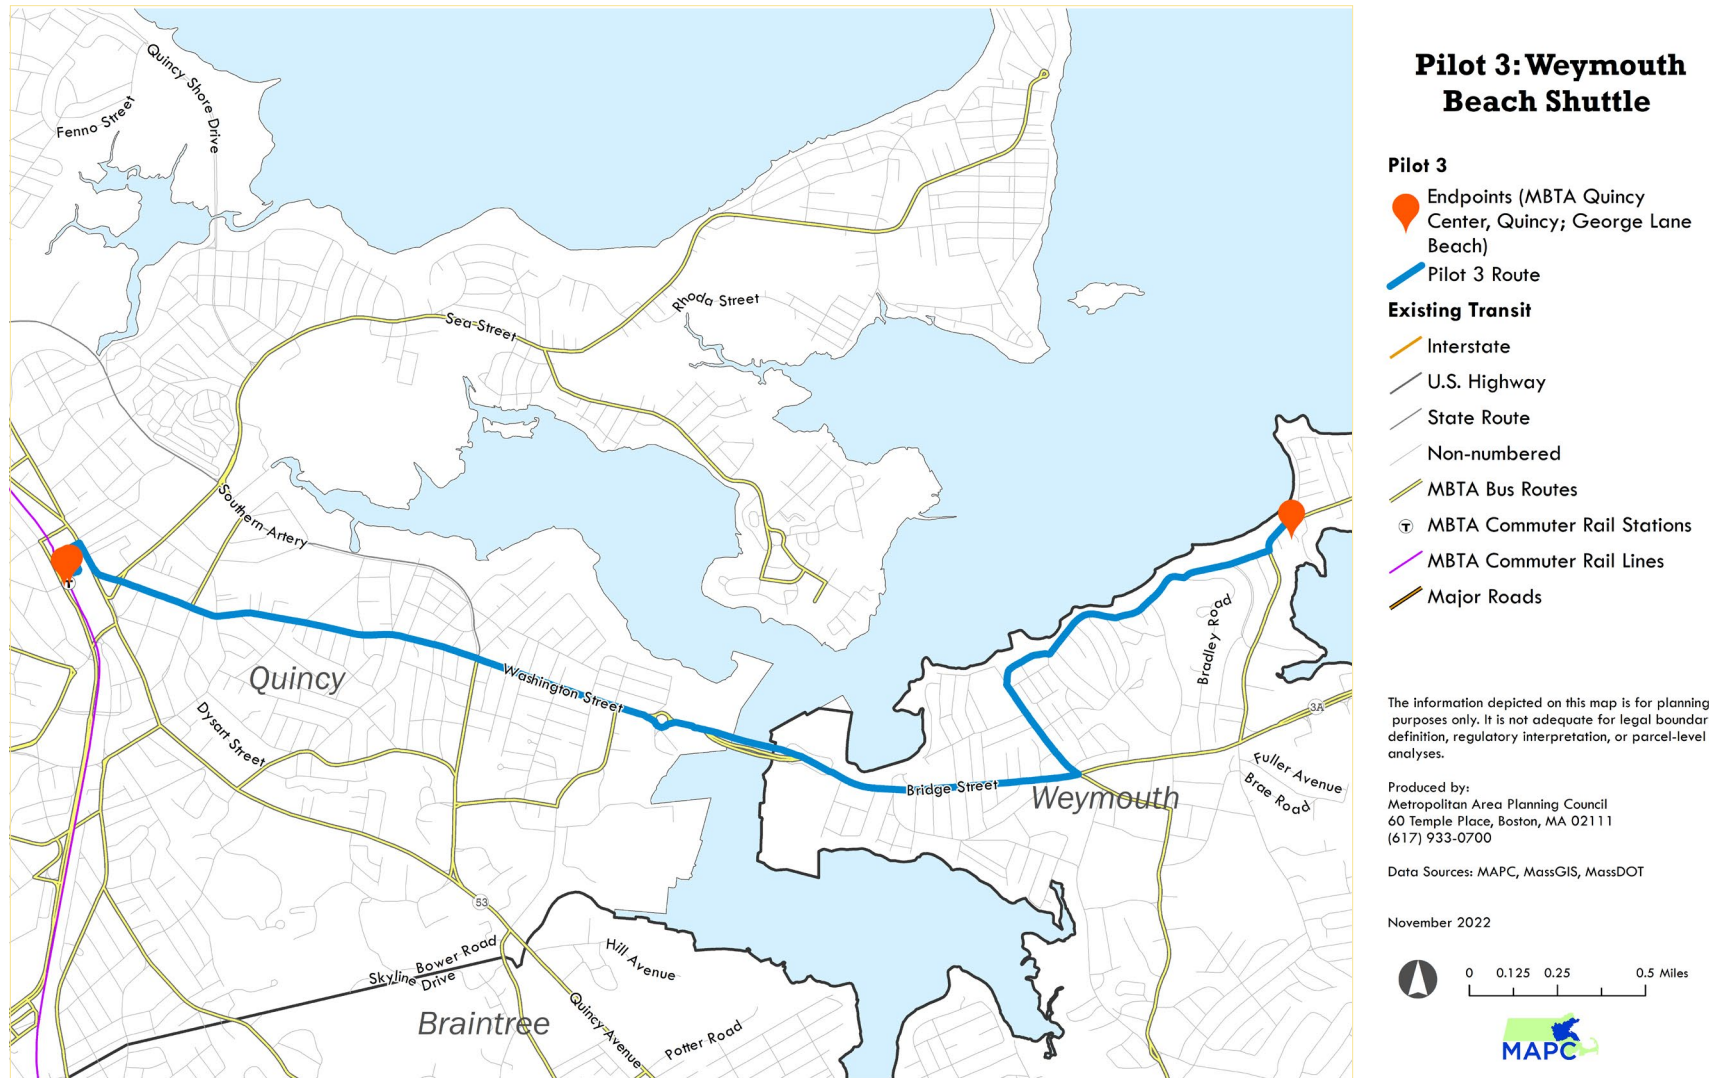 Pilot 3: Weymouth
Beach Shuttle
Pilot 3
Endpoints (MBTA Quincy
Center, Quincy; George Lane
Beach)
Pilot 3 Route
Existing Transit
Interstate
U.S. Highway
State Route
Non-numbered
MBTA Bus Routes
T MBTA Commuter Rail Stations
MBTA Commuter Rail Lines
Major Roads
The information depicted on this map is for planning
purposes only. It is not adequate for legal boundar
definition, regulatory interpretation, or parcel-level
analyses.
Produced by:
Metropolitan Area Planning Council
60 Temple Place, Boston, MA 02111
(617) 933-0700
Data Sources: MAPC, MassGIS, MassDOT
November 2022
0 0.125 0.25 0.5 Miles
MAPC
Quincy Shore Drive
Fenno Street
Rhoda Street
Sea Street
Southern Artery
T
Quincy
Washington Street
Dysart Street
Bradley Road
3A
Fuller Avenue
Brae Road
Bridge Street
Weymouth
53
Bower Road
Skyline Drive
Hill Avenue
Braintree
Quincy Avenue
Potter Road